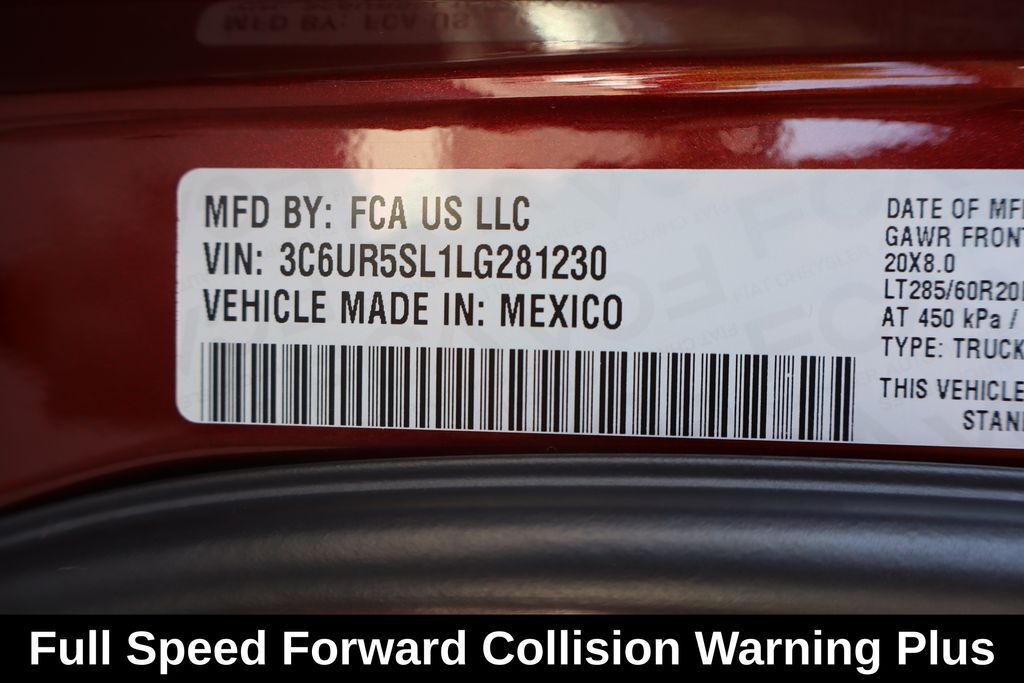 MFD BY: FCA US LLC
VIN: 3C6UR5SL1LG281230
VEHICLE MADE IN: MEXICO
DATE OF MF
GAWR FRON
20X8.0
LT285/60R20
AT 450 kPa /
TYPE: TRUCK
THIS VEHICLE
STAN
Full Speed Forward Collision Warning Plus